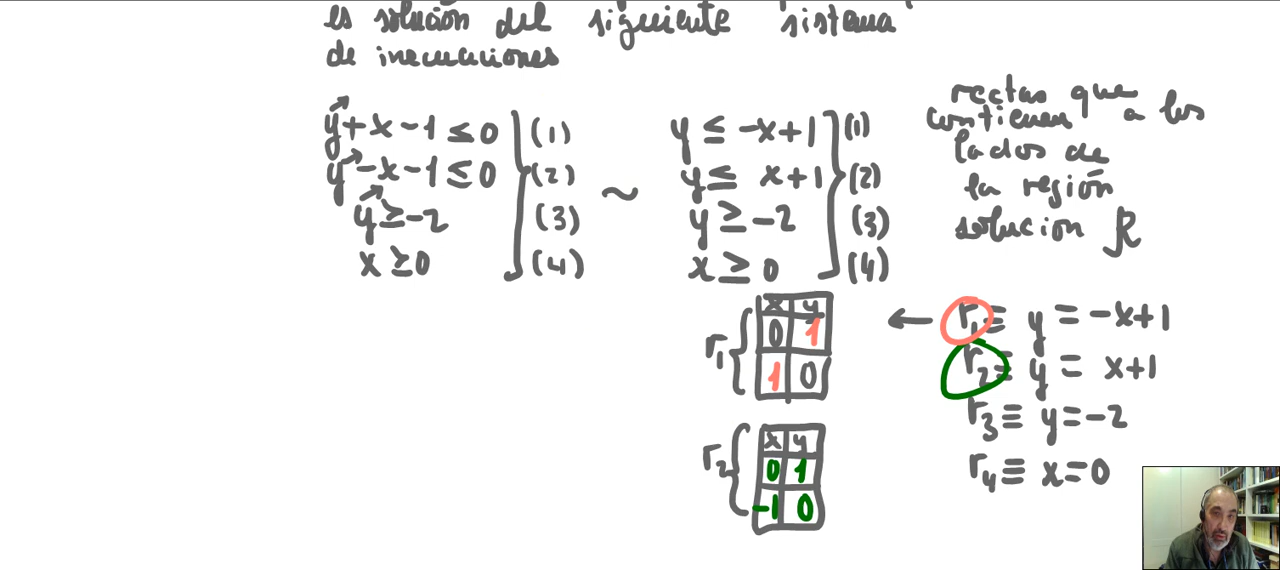 es solución del siguiente sistema
de inecuaciones
y+x-1≤0 (1)
y-x-1≤0 (2)
y≥-2 (3)
x≥0 (4)
~
y≤-x+1 (1)
y≤ x+1 (2)
y≥-2 (3)
x≥0 (4)
rectas que
contienen a los
lados de
la región
solución R
← r₁≡ y=-x+1
r₂≡ y= x+1
r₃≡ y=-2
r₄≡ x=0
r₁
x y
0 1
1 0
r₂
x y
0 1
-1 0